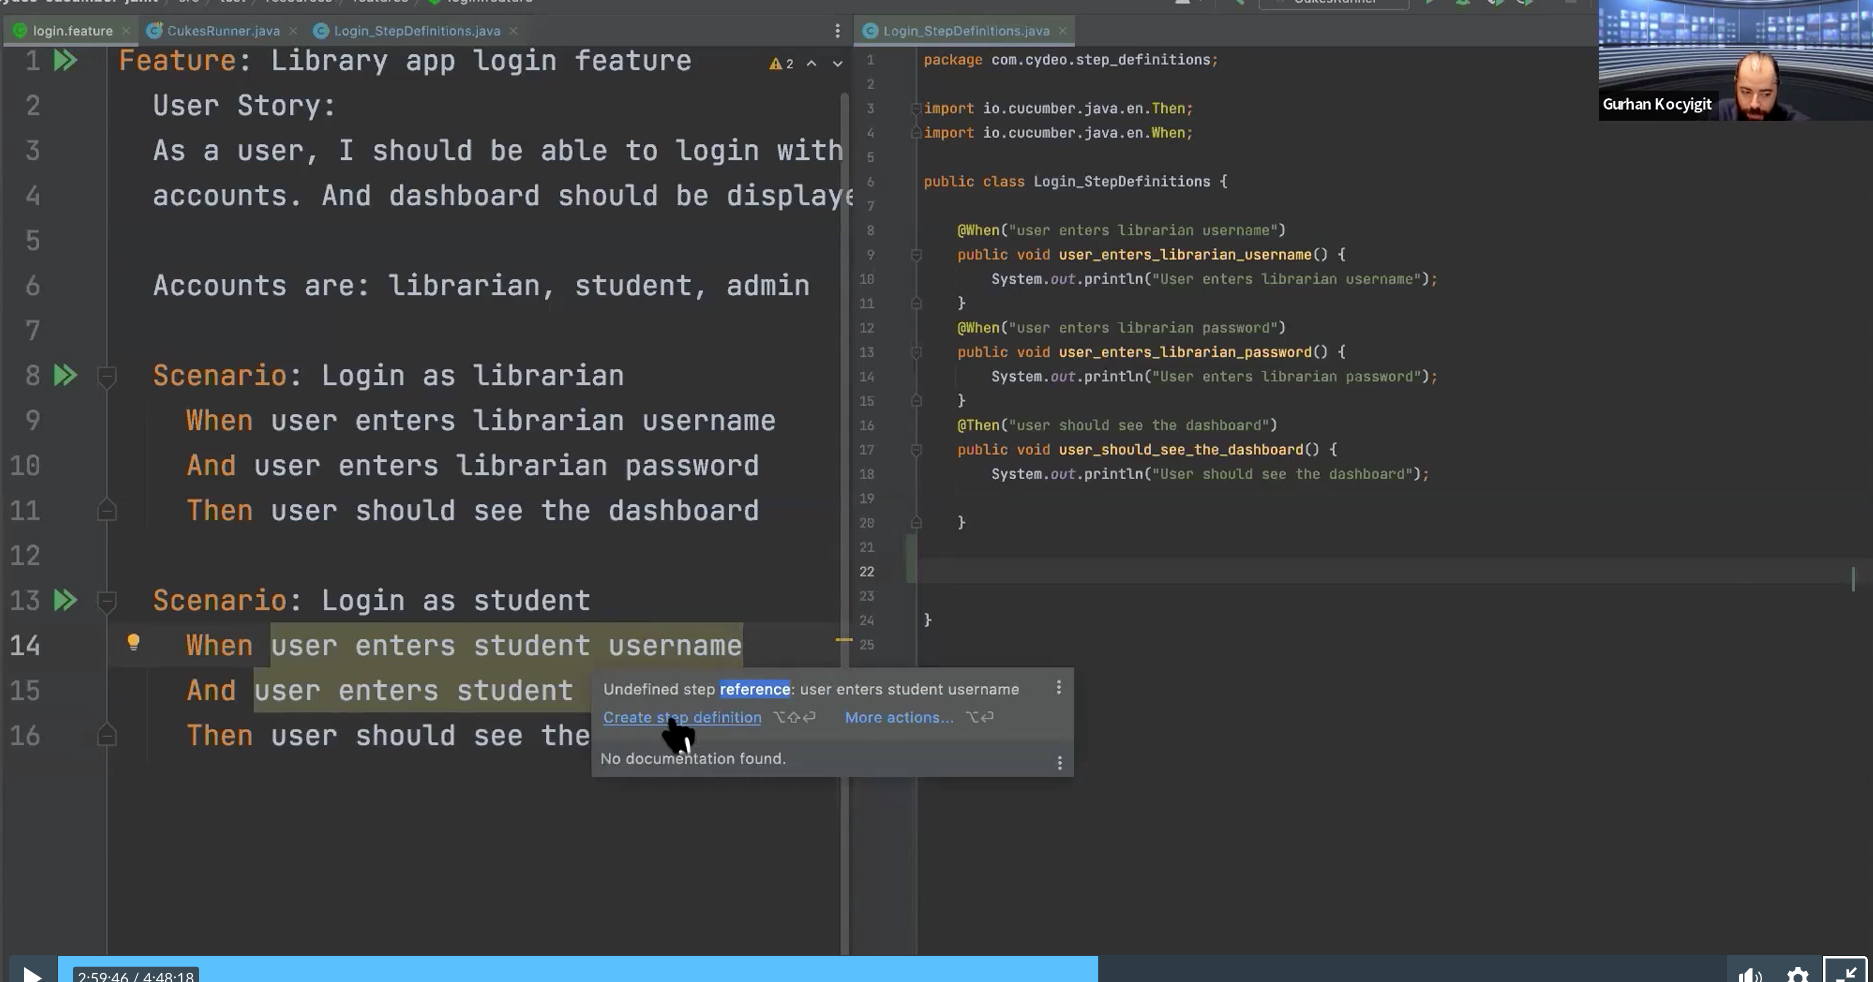 login.feature
CukesRunner.java
Login_StepDefinitions.java
1 Feature: Library app login feature
2
2 User Story:
3 As a user, I should be able to login with
4 accounts. And dashboard should be displaye
5
6 Accounts are: librarian, student, admin
7
8 Scenario: Login as librarian
9 When user enters librarian username
10 And user enters librarian password
11 Then user should see the dashboard
12
13 Scenario: Login as student
14 When user enters student username
15 And user enters student
16 Then user should see the
Undefined step reference: user enters student username
Create step definition ⌥⇧⏎ More actions... ⌥⏎
No documentation found.
Login_StepDefinitions.java
1 package com.cydeo.step_definitions;
2
3 import io.cucumber.java.en.Then;
4 import io.cucumber.java.en.When;
5
6 public class Login_StepDefinitions {
7
8 @When("user enters librarian username")
9 public void user_enters_librarian_username() {
10 System.out.println("User enters librarian username");
11 }
12 @When("user enters librarian password")
13 public void user_enters_librarian_password() {
14 System.out.println("User enters librarian password");
15 }
16 @Then("user should see the dashboard")
17 public void user_should_see_the_dashboard() {
18 System.out.println("User should see the dashboard");
19
20 }
21
22
23
24 }
25
Gurhan Kocyigit
2:59:46 / 4:48:18